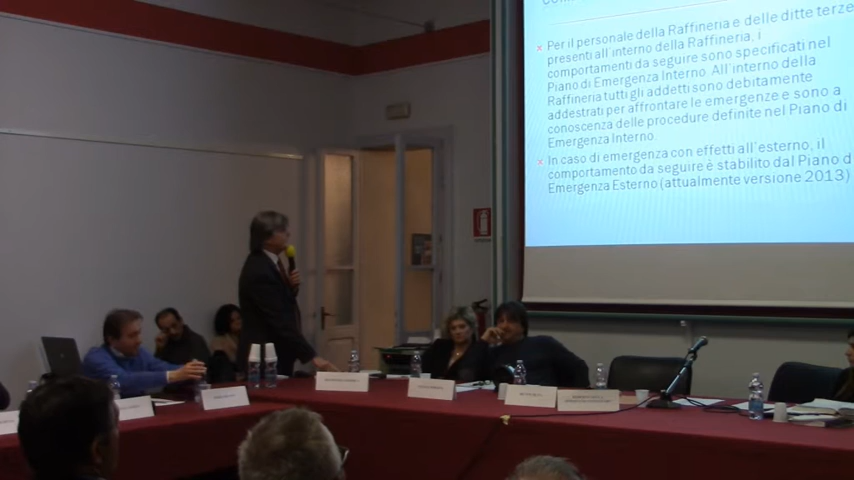 Per il personale della Raffineria e delle ditte terze
presenti all'interno della Raffineria, i
comportamenti da seguire sono specificati nel
Piano di Emergenza Interno. All'interno della
Raffineria tutti gli addetti sono debitamente
addestrati per affrontare le emergenze e sono a
conoscenza delle procedure definite nel Piano di
Emergenza Interno.
In caso di emergenza con effetti all'esterno, il
comportamento da seguire è stabilito dal Piano d
Emergenza Esterno (attualmente versione 2013)